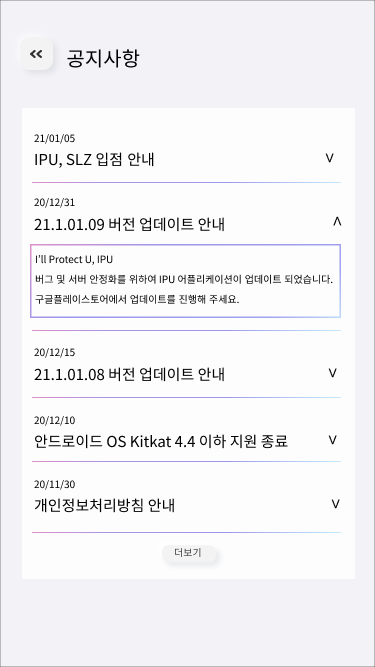 공지사항
21/01/05
IPU, SLZ 입점 안내
20/12/31
21.1.01.09 버전 업데이트 안내
I'll Protect U, IPU
버그 및 서버 안정화를 위하여 IPU 어플리케이션이 업데이트 되었습니다.
구글플레이스토어에서 업데이트를 진행해 주세요.
20/12/15
21.1.01.08 버전 업데이트 안내
20/12/10
안드로이드 OS Kitkat 4.4 이하 지원 종료
20/11/30
개인정보처리방침 안내
더보기